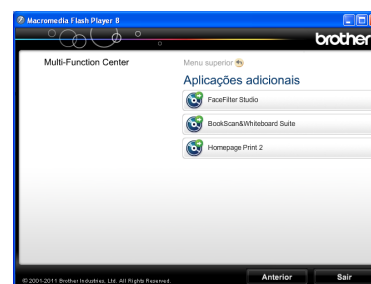 Macromedia Flash Player 8
brother
Multi-Function Center
Menu superior
Aplicações adicionais
FaceFilter Studio
BookScan&Whiteboard Suite
Homepage Print 2
© 2001-2011 Brother Industries, Ltd. All Rights Reserved.
Anterior
Sair